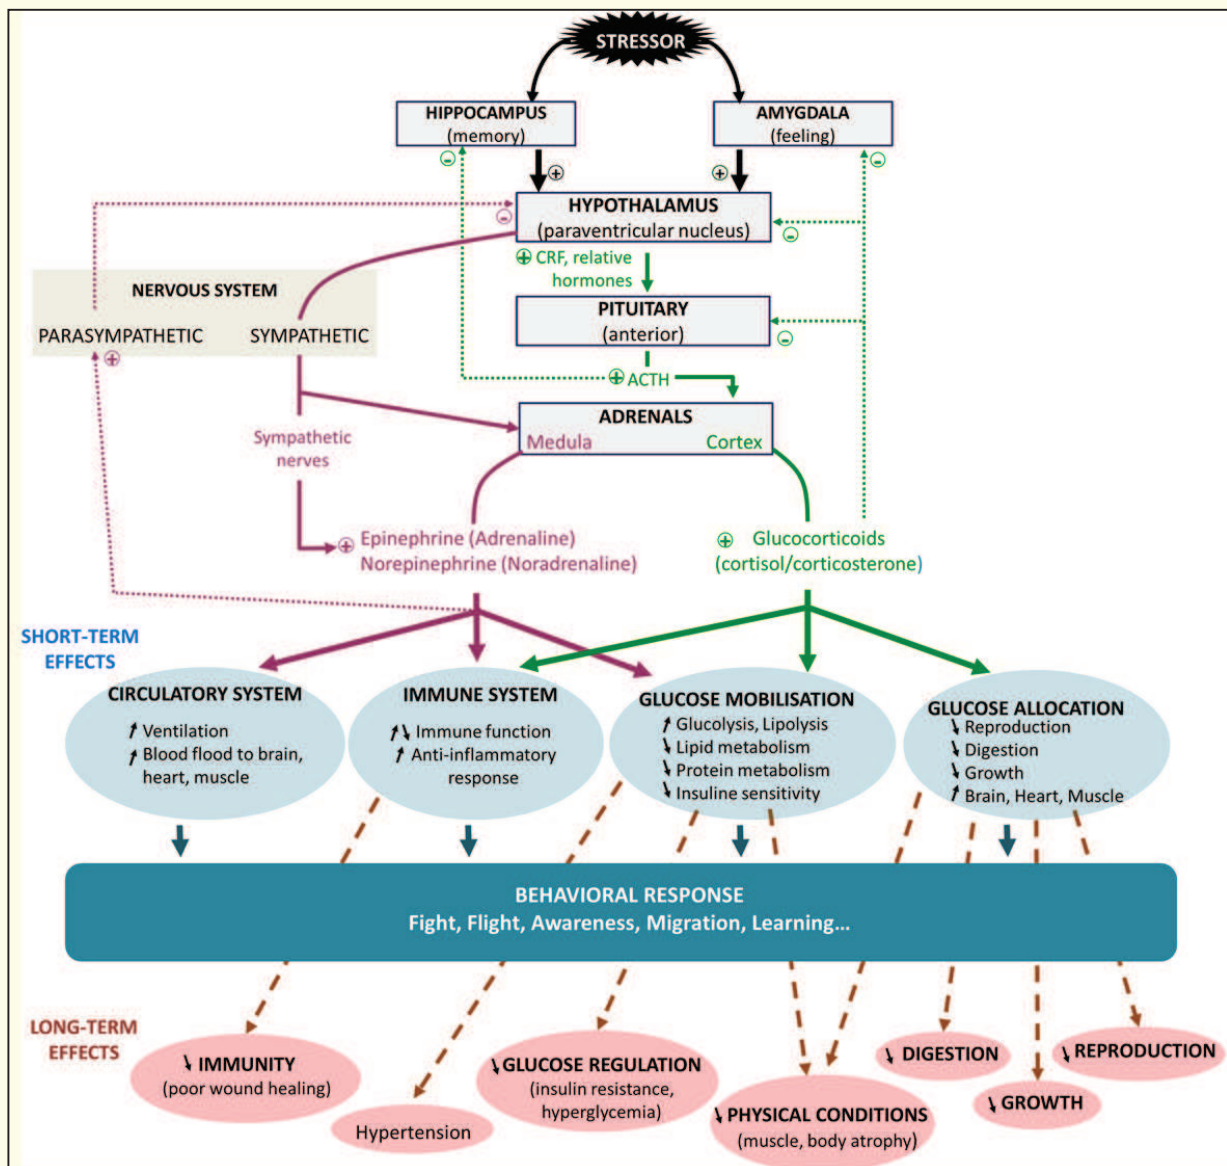 STRESSOR
HIPPOCAMPUS
(memory)
AMYGDALA
(feeling)
-
+
+
-
HYPOTHALAMUS
(paraventricular nucleus)
-
-
+ CRF, relative
hormones
NERVOUS SYSTEM
PARASYMPATHETIC
SYMPATHETIC
+
PITUITARY
(anterior)
-
+ ACTH
ADRENALS
Medula
Cortex
Sympathetic
nerves
+ Epinephrine (Adrenaline)
Norepinephrine (Noradrenaline)
+ Glucocorticoids
(cortisol/corticosterone)
SHORT-TERM
EFFECTS
CIRCULATORY SYSTEM
↗ Ventilation
↗ Blood flood to brain,
heart, muscle
IMMUNE SYSTEM
↗↘ Immune function
↗ Anti-inflammatory
response
GLUCOSE MOBILISATION
↗ Glucolysis, Lipolysis
↘ Lipid metabolism
↘ Protein metabolism
↘ Insuline sensitivity
GLUCOSE ALLOCATION
↘ Reproduction
↘ Digestion
↘ Growth
↗ Brain, Heart, Muscle
BEHAVIORAL RESPONSE
Fight, Flight, Awareness, Migration, Learning...
LONG-TERM
EFFECTS
↘ IMMUNITY
(poor wound healing)
Hypertension
↘ GLUCOSE REGULATION
(insulin resistance,
hyperglycemia)
↘ PHYSICAL CONDITIONS
(muscle, body atrophy)
↘ DIGESTION
↘ GROWTH
↘ REPRODUCTION